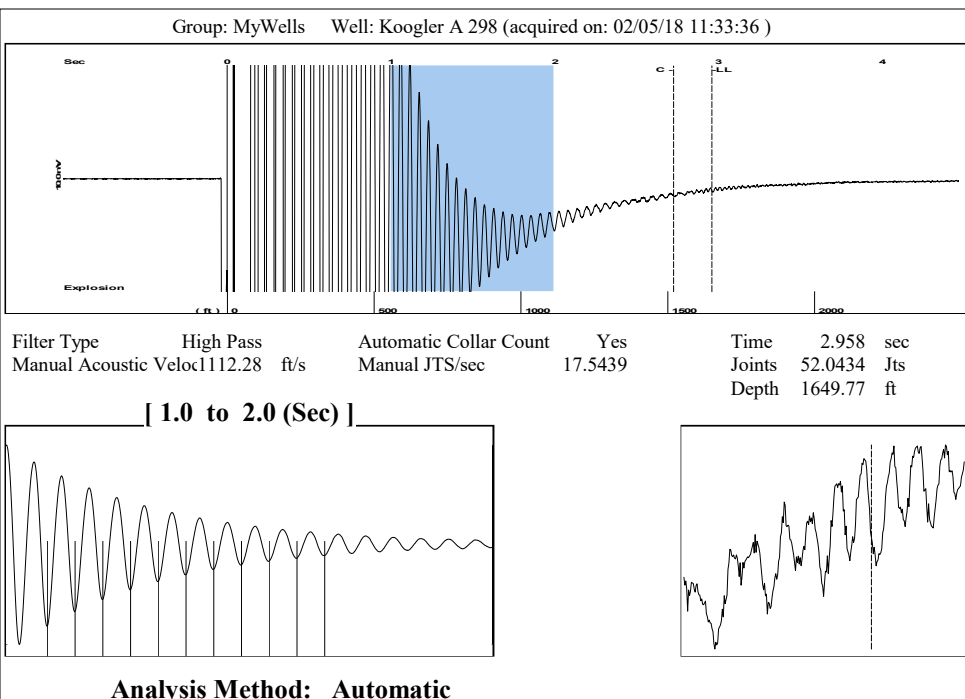 Group: MyWells Well: Koogler A 298 (acquired on: 02/05/18 11:33:36 )
Sec 0 1 2 3 4
C LL
100mV
Explosion
( ft ) 0 500 1000 1500 2000
Filter Type High Pass Automatic Collar Count Yes Time 2.958 sec
Manual Acoustic Veloc1112.28 ft/s Manual JTS/sec 17.5439 Joints 52.0434 Jts
Depth 1649.77 ft
[ 1.0 to 2.0 (Sec) ]
Analysis Method: Automatic